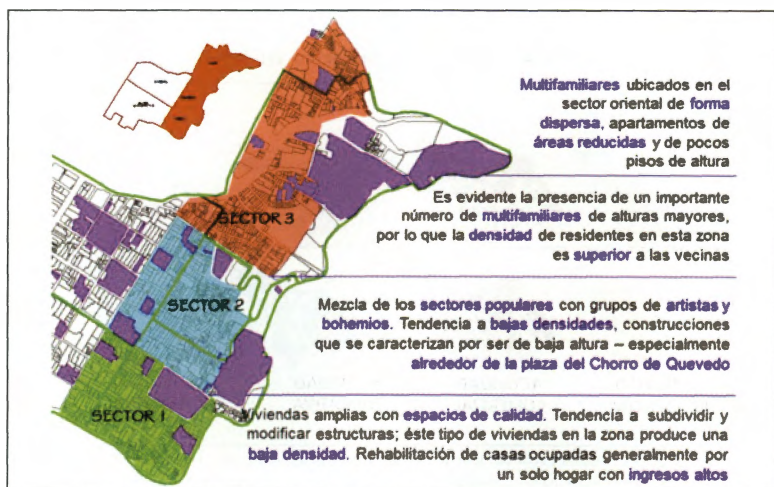 Multifamiliares ubicados en el
sector oriental de forma
dispersa, apartamentos de
áreas reducidas y de pocos
pisos de altura
SECTOR 3
Es evidente la presencia de un importante
número de multifamiliares de alturas mayores,
por lo que la densidad de residentes en esta zona
es superior a las vecinas
SECTOR 2
Mezcla de los sectores populares con grupos de artistas y
bohemios. Tendencia a bajas densidades, construcciones
que se caracterizan por ser de baja altura – especialmente
alrededor de la plaza del Chorro de Quevedo
SECTOR 1
Viviendas amplias con espacios de calidad. Tendencia a subdividir y
modificar estructuras; éste tipo de viviendas en la zona produce una
baja densidad. Rehabilitación de casas ocupadas generalmente por
un solo hogar con ingresos altos